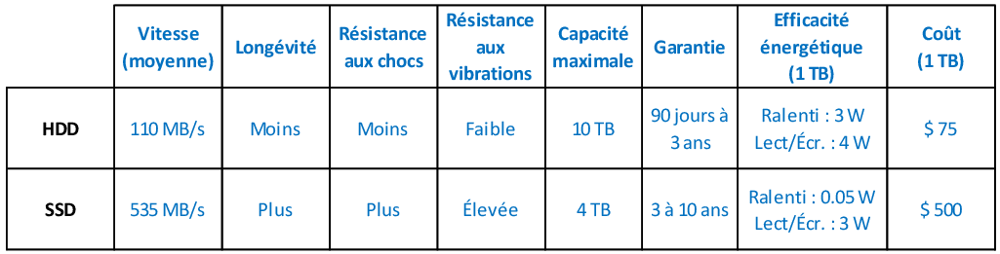 Vitesse
(moyenne)
Longévité
Résistance
aux chocs
Résistance
aux
vibrations
Capacité
maximale
Garantie
Efficacité
énergétique
(1 TB)
Coût
(1 TB)
HDD
110 MB/s
Moins
Moins
Faible
10 TB
90 jours à
3 ans
Ralenti : 3 W
Lect/Écr. : 4 W
$ 75
SSD
535 MB/s
Plus
Plus
Élevée
4 TB
3 à 10 ans
Ralenti : 0.05 W
Lect/Écr. : 3 W
$ 500